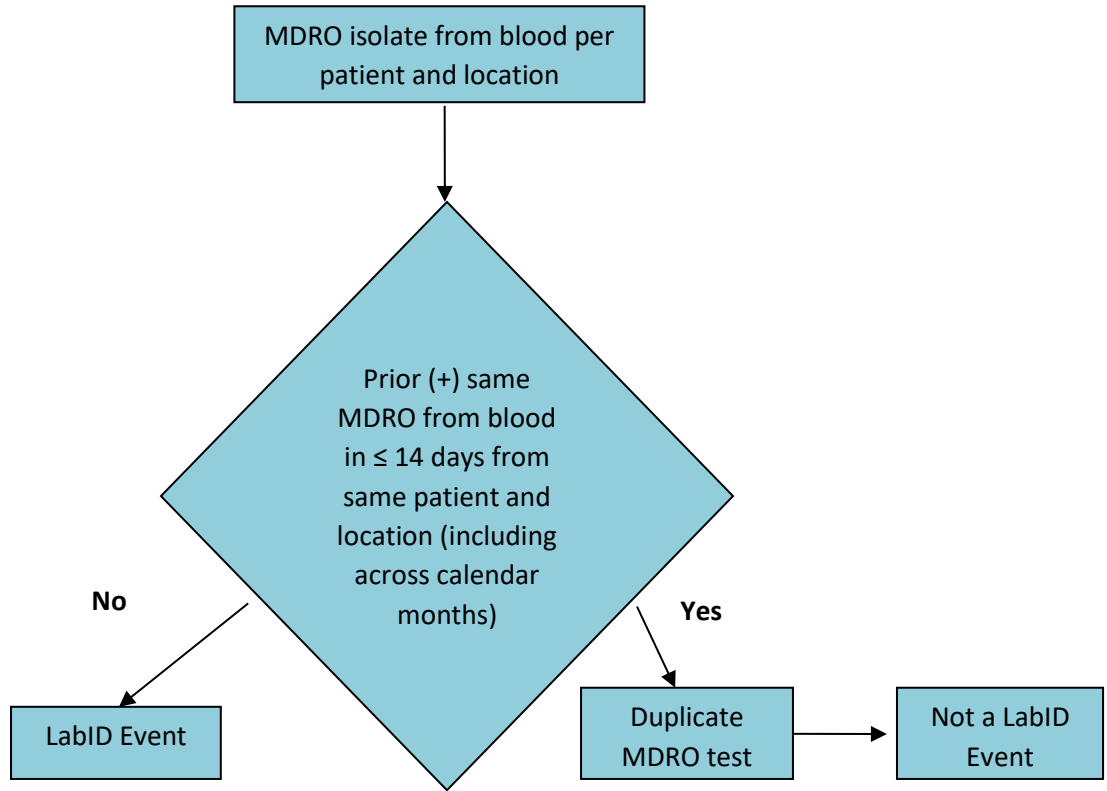 MDRO isolate from blood per
patient and location
Prior (+) same
MDRO from blood
in ≤ 14 days from
same patient and
location (including
across calendar
months)
No
Yes
LabID Event
Duplicate
MDRO test
Not a LabID
Event